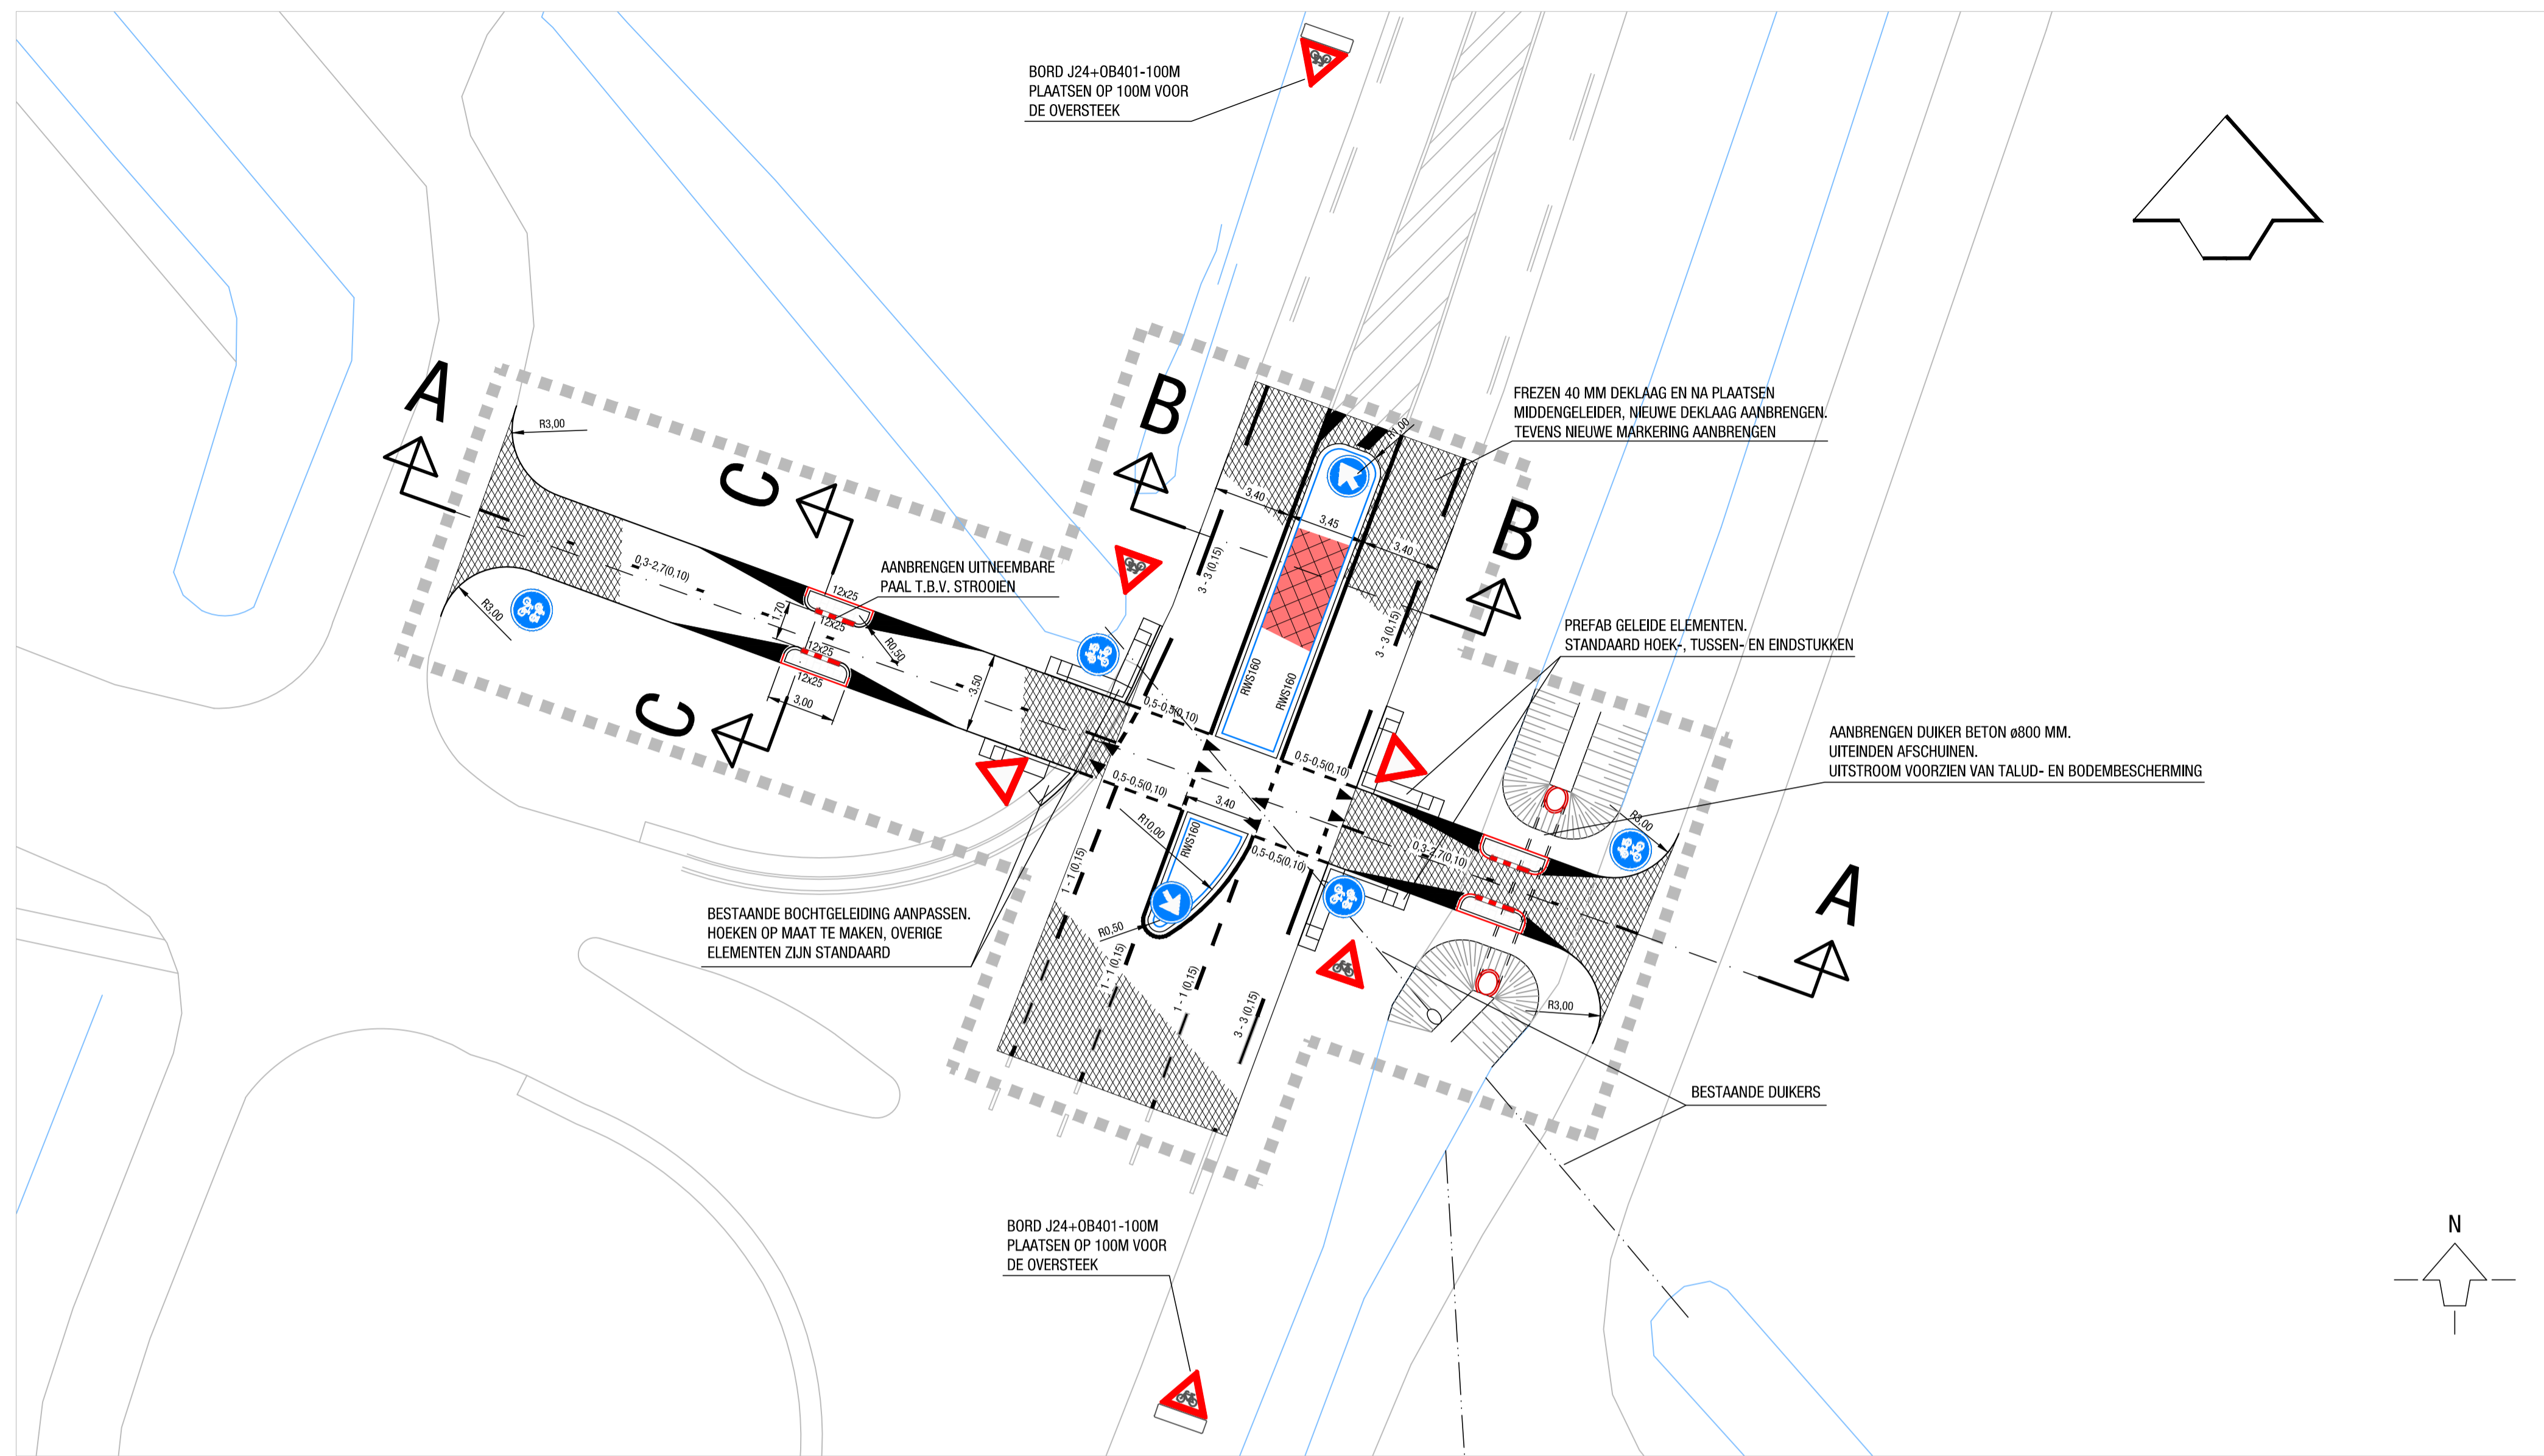 BORD J24+OB401-100M
PLAATSEN OP 100M VOOR
DE OVERSTEEK
FREZEN 40 MM DEKLAAG EN NA PLAATSEN
MIDDENGELEIDER, NIEUWE DEKLAAG AANBRENGEN.
TEVENS NIEUWE MARKERING AANBRENGEN
A
B
C
R3,00
R1,00
3,40
3,45
3,40
B
3 - 3 (0,15)
0,3-2,7(0,10)
AANBRENGEN UITNEEMBARE
PAAL T.B.V. STROOIEN
R3,00
12x25
12x25
12x25
12x25
1,70
R0,50
3,00
3,50
C
3 - 3 (0,15)
PREFAB GELEIDE ELEMENTEN.
STANDAARD HOEK-, TUSSEN- EN EINDSTUKKEN
RWS160
RWS160
0,5-0,5(0,10)
0,5-0,5(0,10)
0,5-0,5(0,10)
0,5-0,5(0,10)
AANBRENGEN DUIKER BETON ø800 MM.
UITEINDEN AFSCHUINEN.
UITSTROOM VOORZIEN VAN TALUD- EN BODEMBESCHERMING
3,40
R10,00
RWS160
R3,00
0,3-2,7(0,10)
1 - 1 (0,15)
A
BESTAANDE BOCHTGELEIDING AANPASSEN.
HOEKEN OP MAAT TE MAKEN, OVERIGE
ELEMENTEN ZIJN STANDAARD
R0,50
1 - 1 (0,15)
1 - 1 (0,15)
3 - 3 (0,15)
R3,00
BESTAANDE DUIKERS
BORD J24+OB401-100M
PLAATSEN OP 100M VOOR
DE OVERSTEEK
N